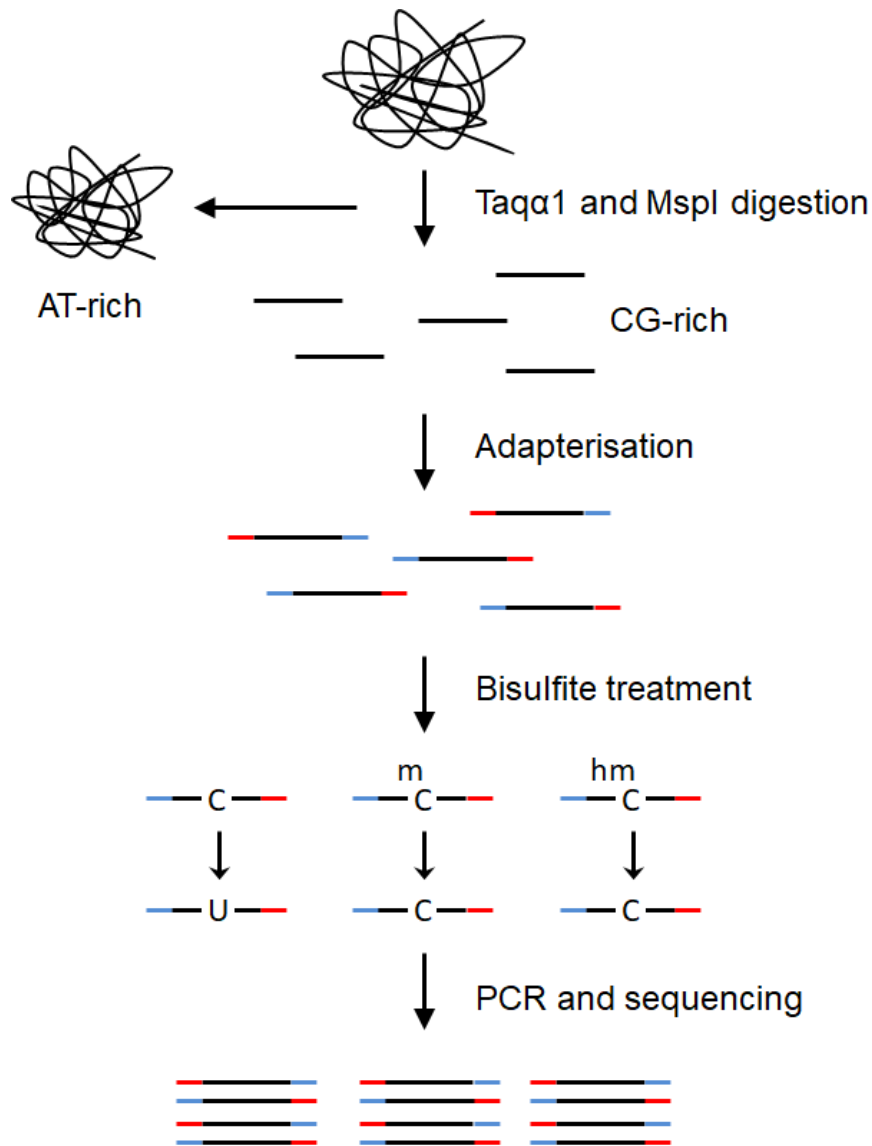 Taqα1 and MspI digestion
AT-rich
CG-rich
Adapterisation
Bisulfite treatment
m hm
C C C
U C C
PCR and sequencing